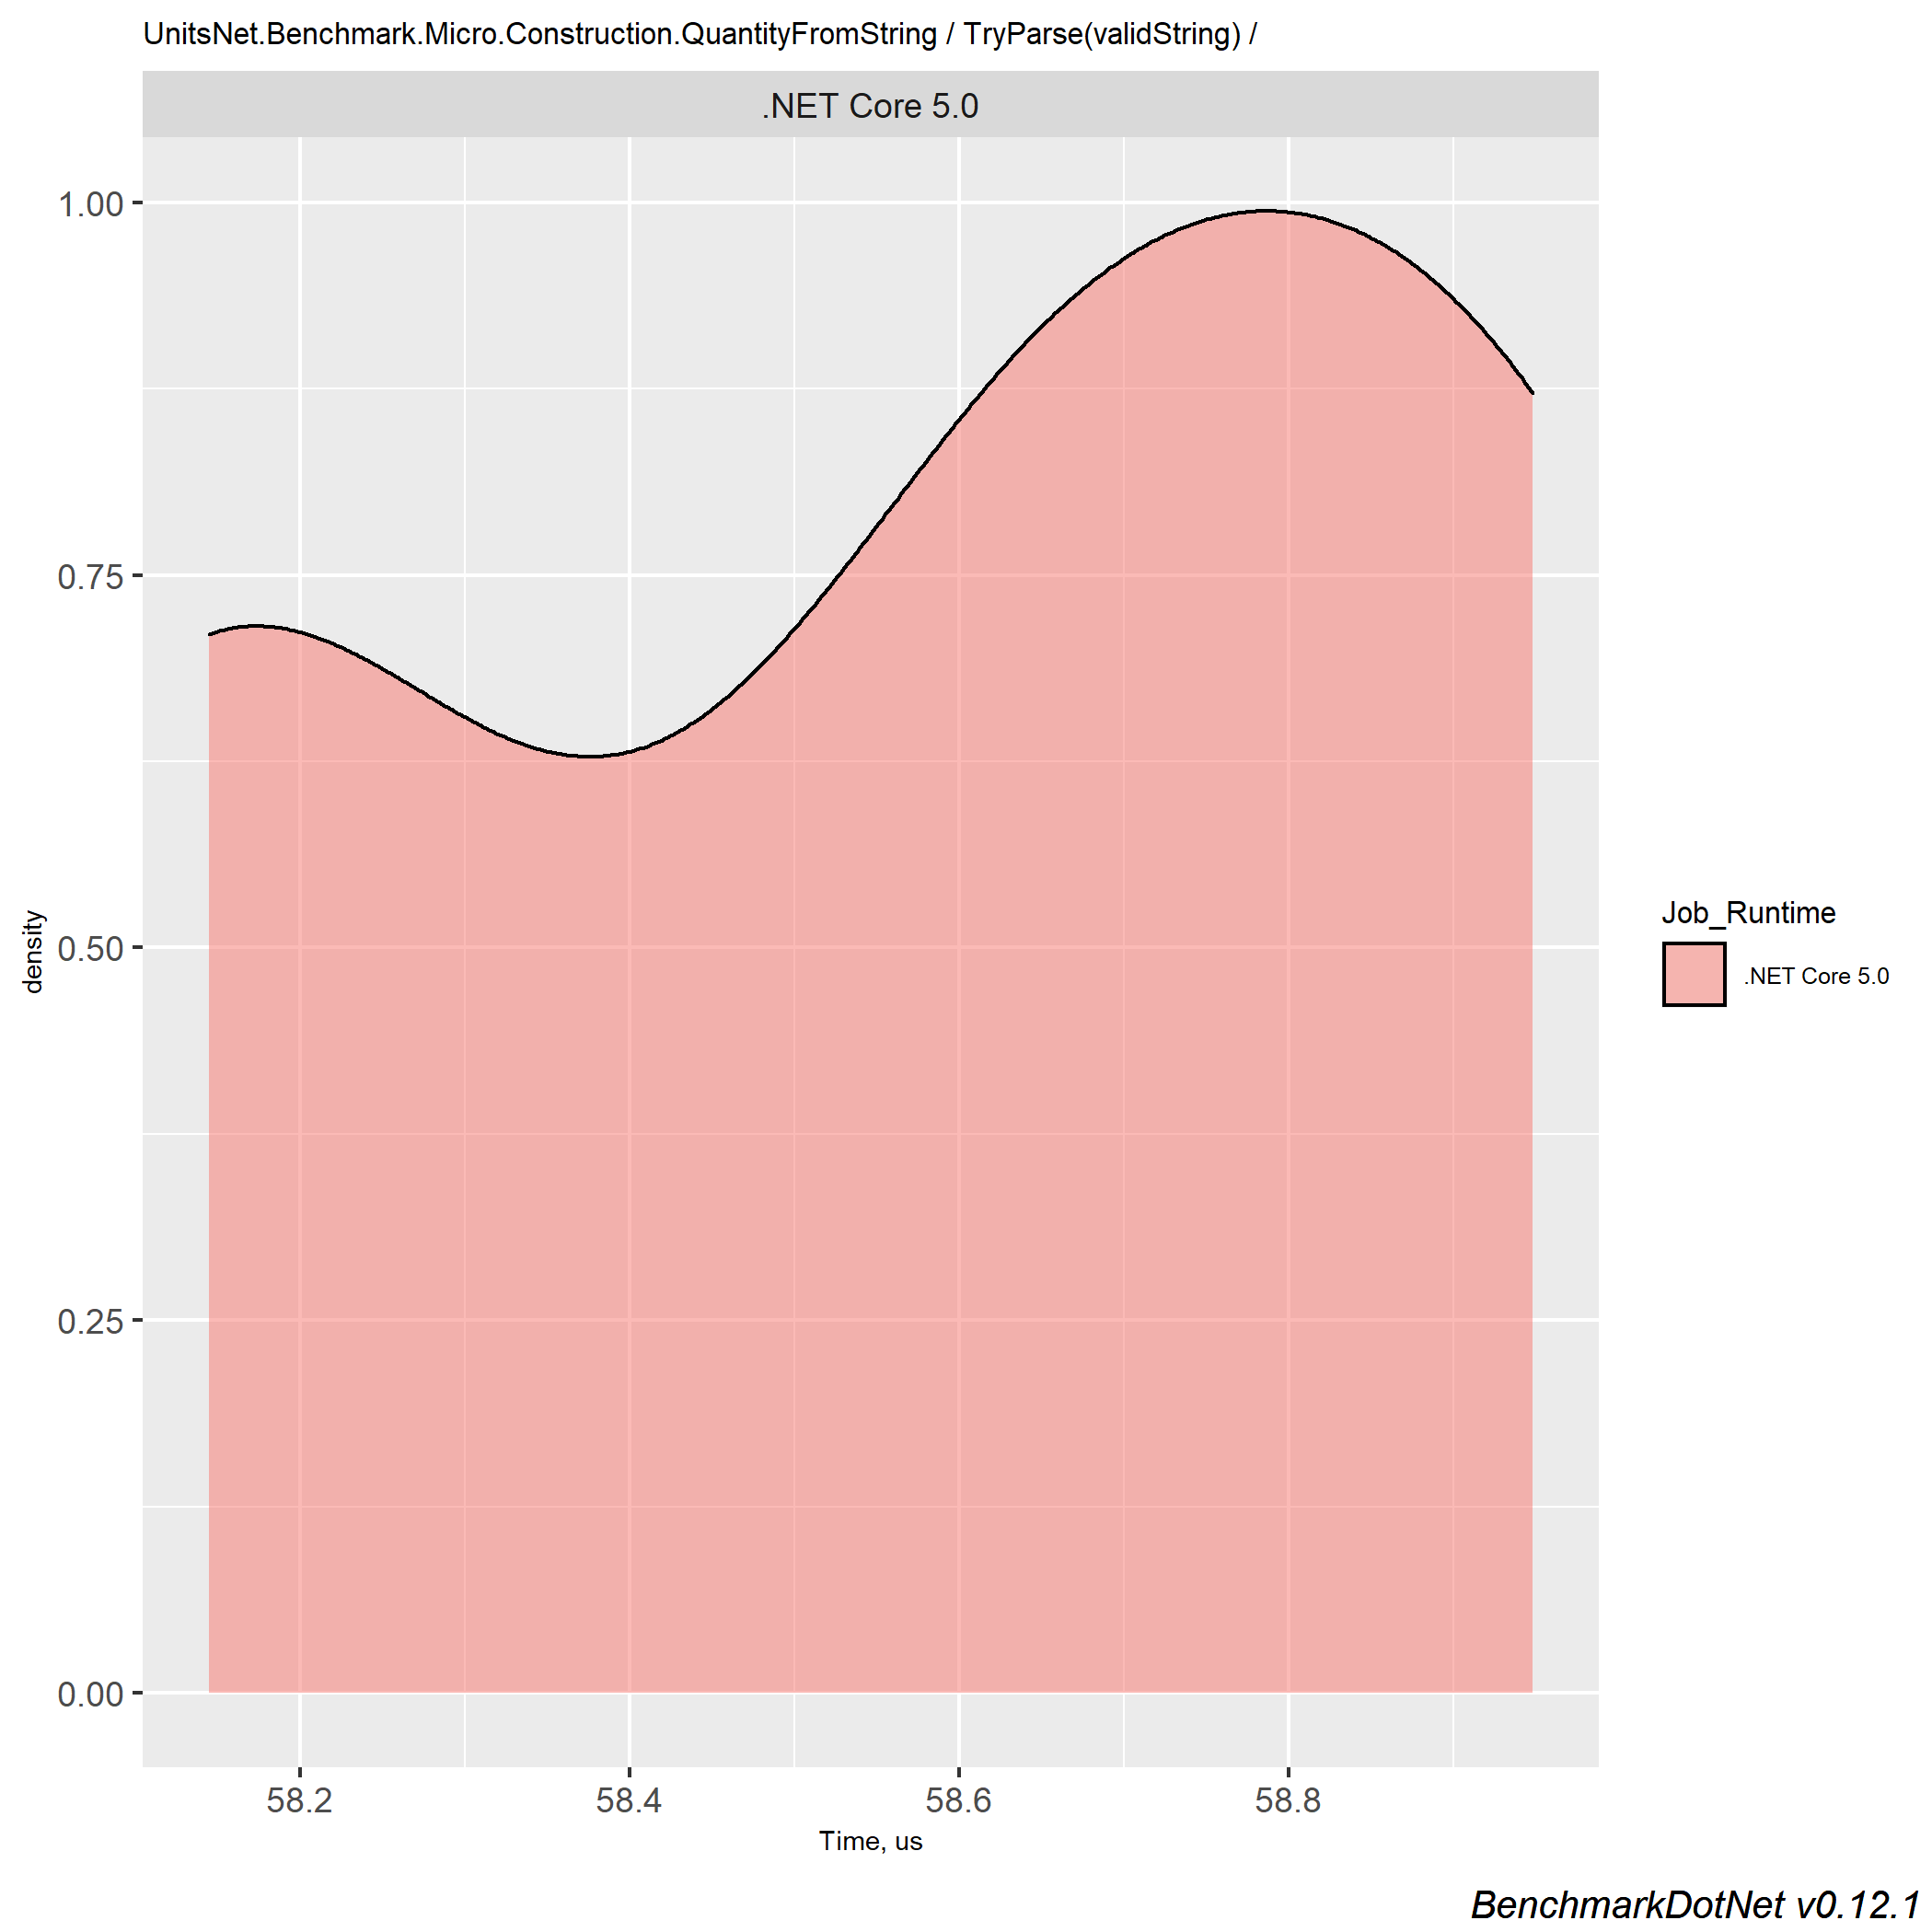 UnitsNet.Benchmark.Micro.Construction.QuantityFromString / TryParse(validString) /
.NET Core 5.0
1.00
0.75
0.50
0.25
0.00
density
58.2 58.4 58.6 58.8
Time, us
Job_Runtime
.NET Core 5.0
BenchmarkDotNet v0.12.1